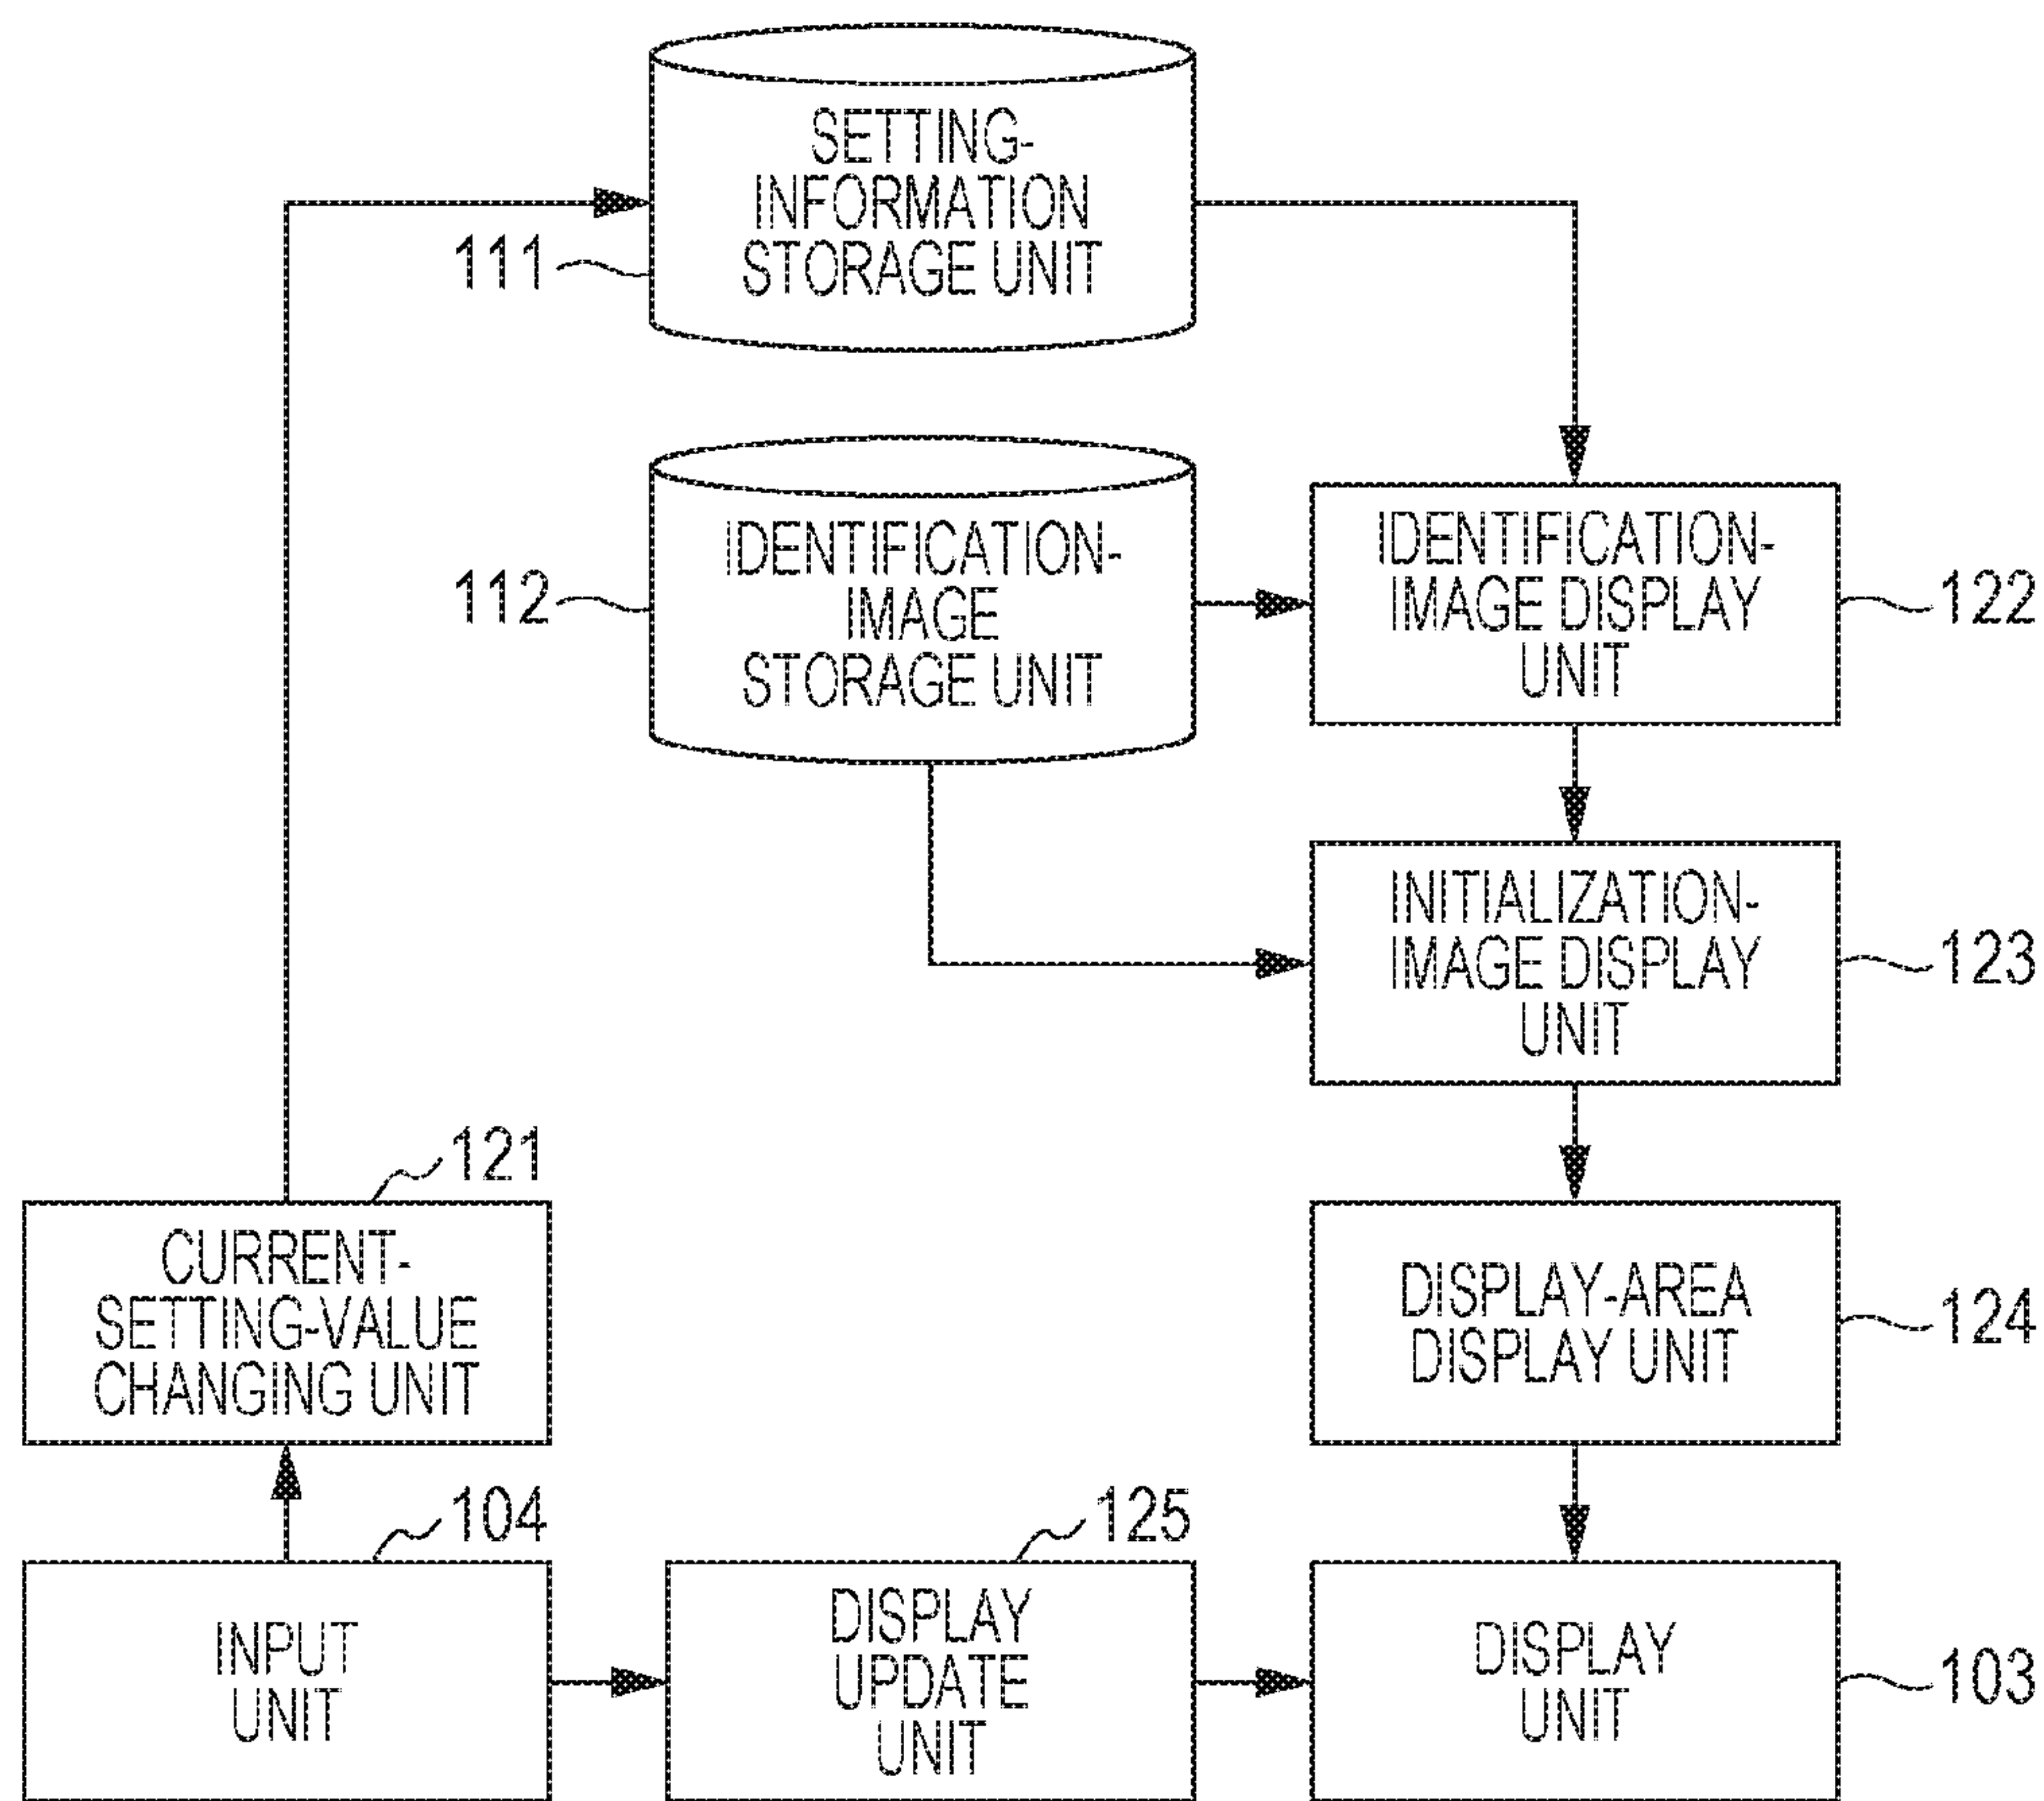 SETTING-
INFORMATION
STORAGE UNIT
111
IDENTIFICATION-
IMAGE
STORAGE UNIT
112
IDENTIFICATION-
IMAGE DISPLAY
UNIT
122
INITIALIZATION-
IMAGE DISPLAY
UNIT
123
121
CURRENT-
SETTING-VALUE
CHANGING UNIT
DISPLAY-AREA
DISPLAY UNIT
124
104
INPUT
UNIT
125
DISPLAY
UPDATE
UNIT
DISPLAY
UNIT
103